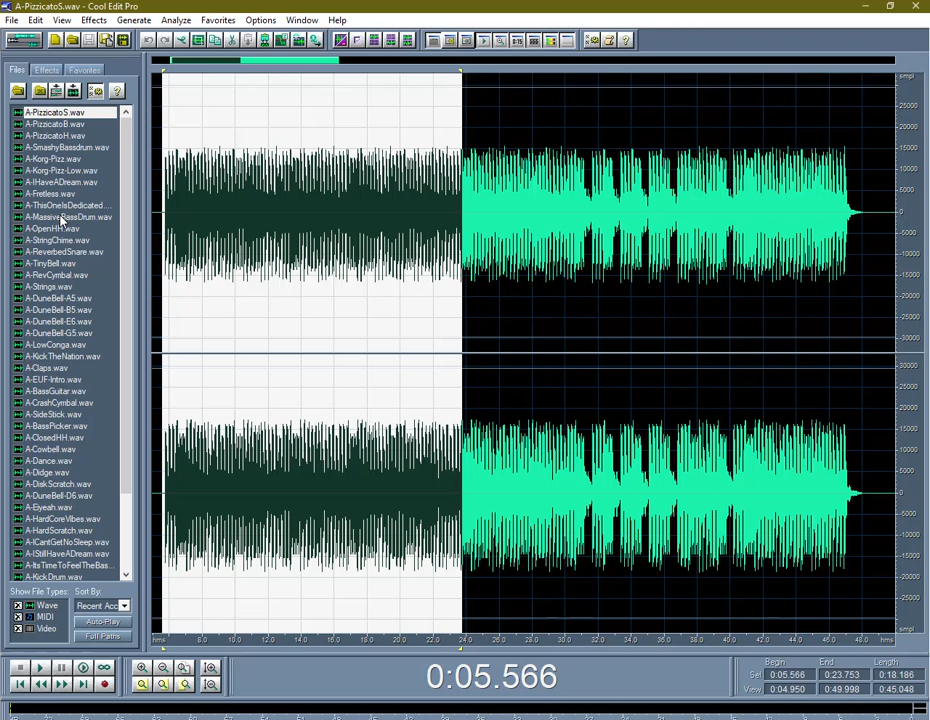 A-PizzicatoS.wav - Cool Edit Pro
File Edit View Effects Generate Analyze Favorites Options Window Help
Files Effects Favorites
A-PizzicatoS.wav
A-PizzicatoB.wav
A-PizzicatoH.wav
A-SmashyBassdrum.wav
A-Korg-Pizz.wav
A-Korg-Pizz-Low.wav
A-IHaveADream.wav
A-Fretless.wav
A-ThisOneIsDedicated....
A-MassiveBassDrum.wav
A-OpenHH.wav
A-StringChime.wav
A-ReverbedSnare.wav
A-TinyBell.wav
A-RevCymbal.wav
A-Strings.wav
A-DuneBell-A5.wav
A-DuneBell-B5.wav
A-DuneBell-E6.wav
A-DuneBell-G5.wav
A-LowConga.wav
A-KickTheNation.wav
A-Claps.wav
A-EUF-Intro.wav
A-BassGuitar.wav
A-CrashCymbal.wav
A-SideStick.wav
A-BassPicker.wav
A-ClosedHH.wav
A-Cowbell.wav
A-Dance.wav
A-Didge.wav
A-DiskScratch.wav
A-DuneBell-D6.wav
A-Eiyeah.wav
A-HardCoreVibes.wav
A-HardScratch.wav
A-ICantGetNoSleep.wav
A-IStillHaveADream.wav
A-ItsTimeToFeelTheBas...
A-KickDrum.wav
Show File Types: Sort By:
Wave Recent Acc
MIDI Auto-Play
Video Full Paths
smpl
25000
20000
15000
10000
5000
0
-5000
-10000
-15000
-20000
-25000
-30000
30000
25000
20000
15000
10000
5000
0
-5000
-10000
-15000
-20000
-25000
smpl
hms 8.0 10.0 12.0 14.0 16.0 18.0 20.0 22.0 24.0 26.0 28.0 30.0 32.0 34.0 36.0 38.0 40.0 42.0 44.0 46.0 48.0 hms
0:05.566
Begin End Length
Sel 0:05.566 0:23.753 0:18.186
View 0:04.950 0:49.998 0:45.048